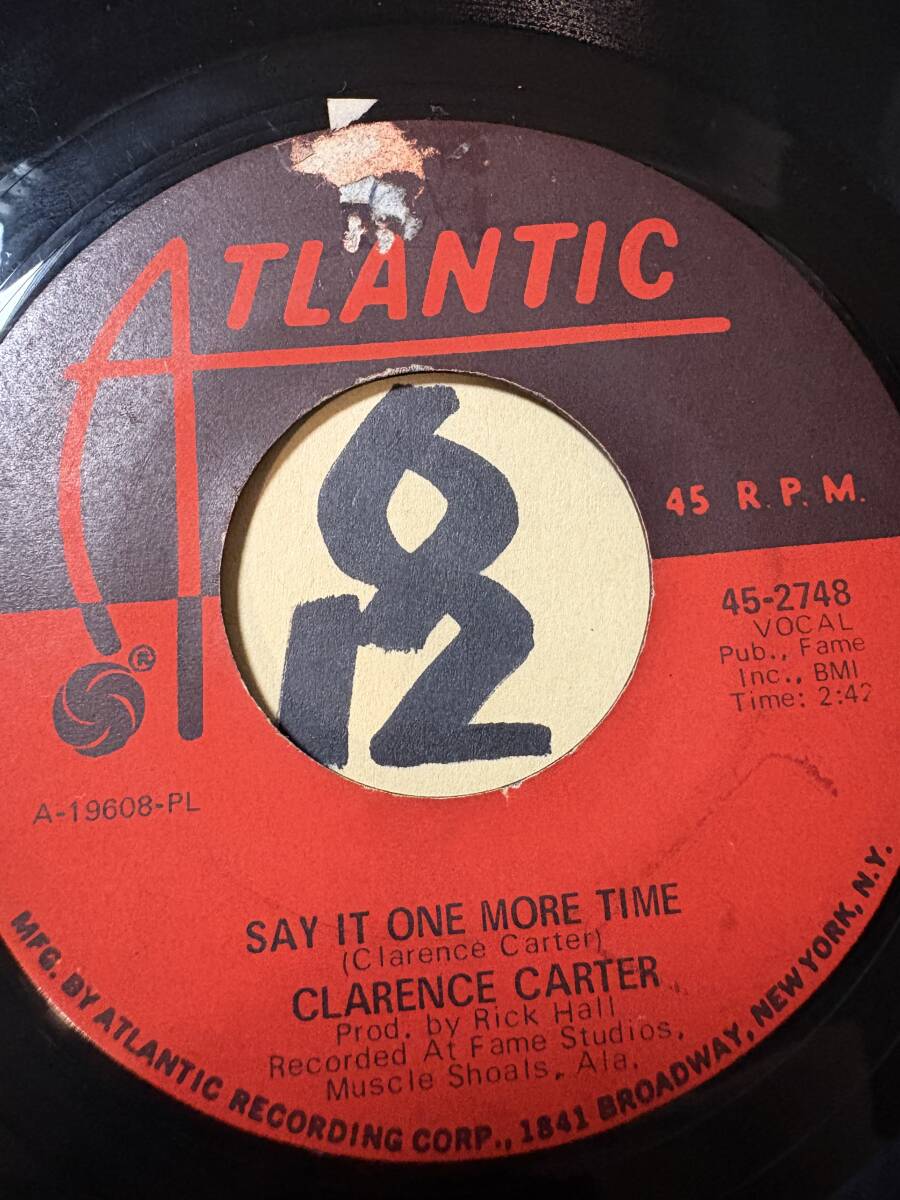 ATLANTIC
45 R.P.M.
6
12
45-2748
VOCAL
Pub., Fame
Inc., BMI
Time: 2:42
®
A-19608-PL
SAY IT ONE MORE TIME
(Clarence Carter)
CLARENCE CARTER
Prod. by Rick Hall
Recorded At Fame Studios,
Muscle Shoals, Ala.
MFG. BY ATLANTIC RECORDING CORP., 1841 BROADWAY, NEW YORK, N.Y.